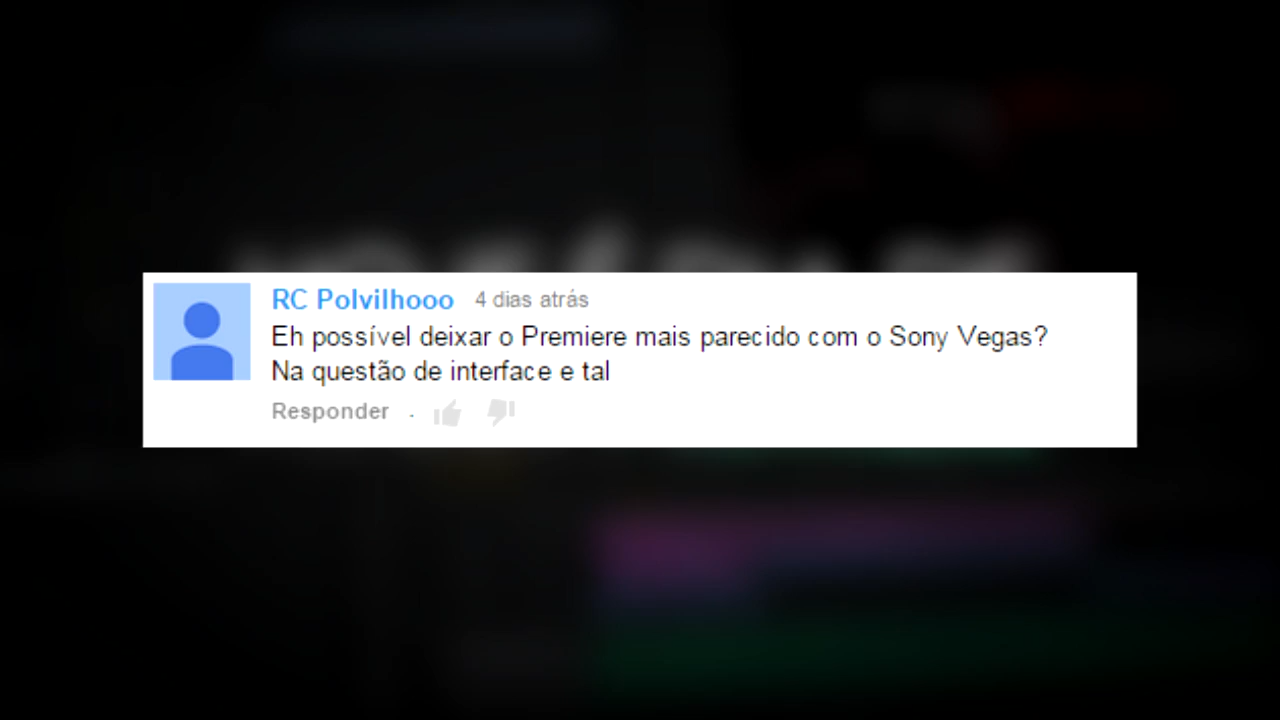 RC Polvilhooo 4 dias atrás
Eh possível deixar o Premiere mais parecido com o Sony Vegas?
Na questão de interface e tal
Responder .